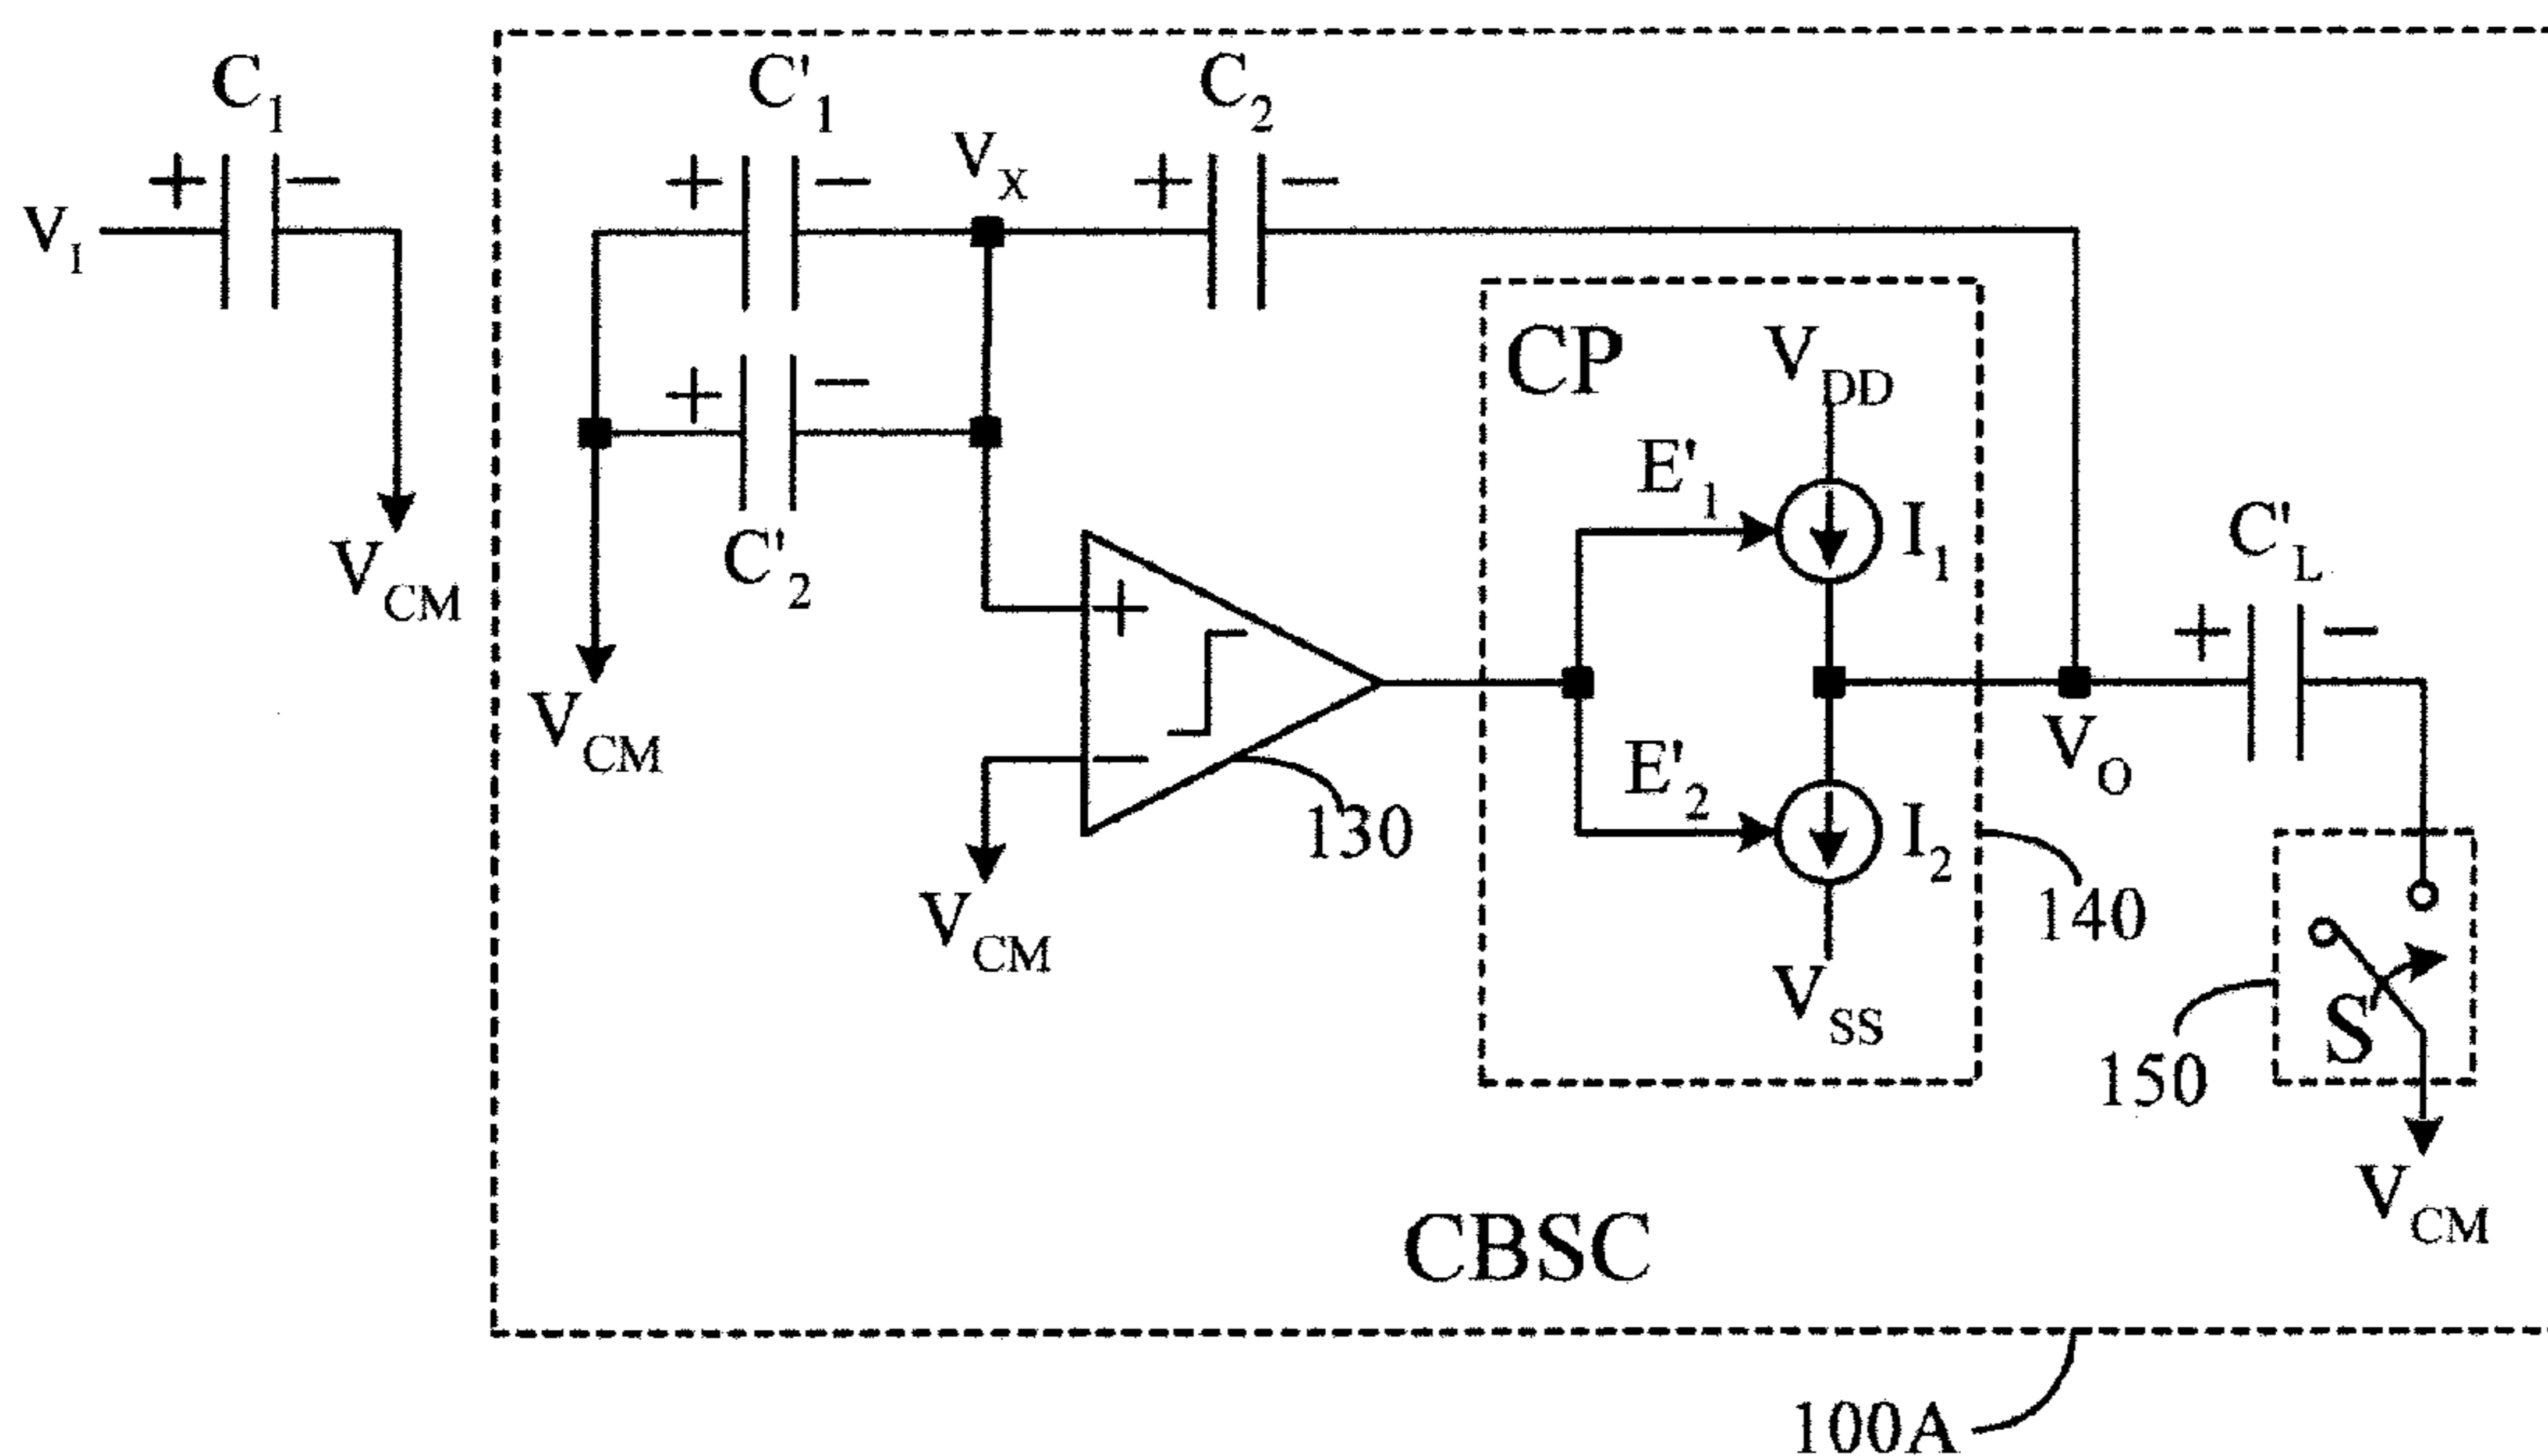 C1
C'1
C2
+ −
+ −
+ −
VX
VI
CP
VDD
+ −
E'1
I1
C'L
C'2
VCM
+
+ −
E'2
130
VO
VCM
−
I2
140
VCM
VSS
S
150
VCM
CBSC
100A